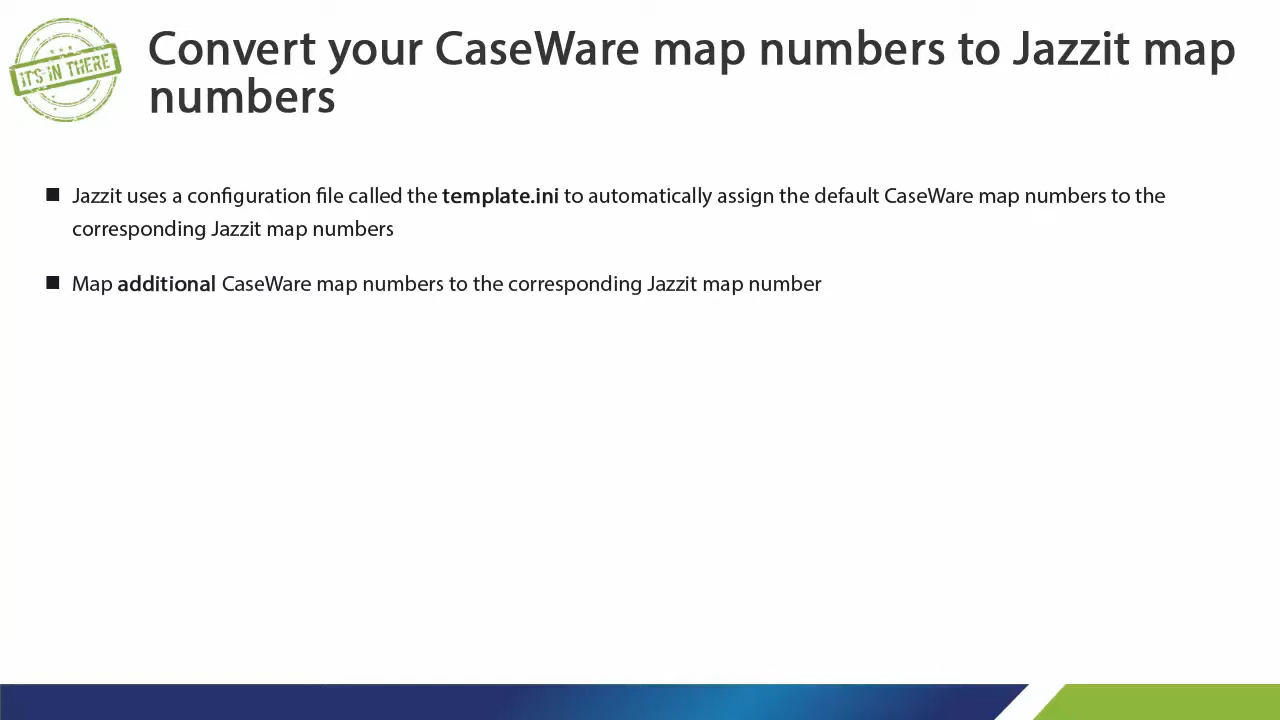 IT'S IN THERE
Convert your CaseWare map numbers to Jazzit map
numbers
Jazzit uses a configuration file called the template.ini to automatically assign the default CaseWare map numbers to the
corresponding Jazzit map numbers
Map additional CaseWare map numbers to the corresponding Jazzit map number